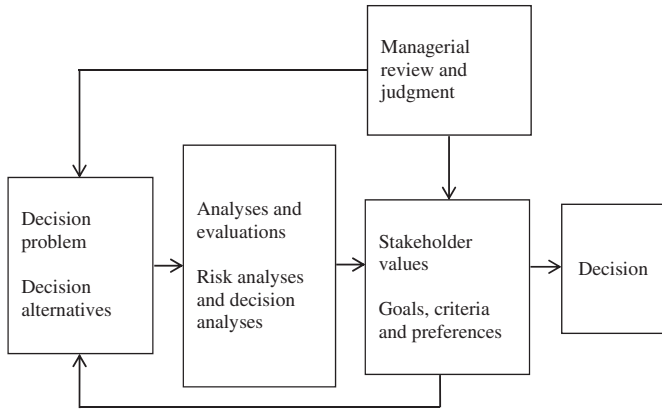 Managerial
review and
judgment
Decision
problem
Decision
alternatives
Analyses and
evaluations
Risk analyses
and decision
analyses
Stakeholder
values
Goals, criteria
and preferences
Decision